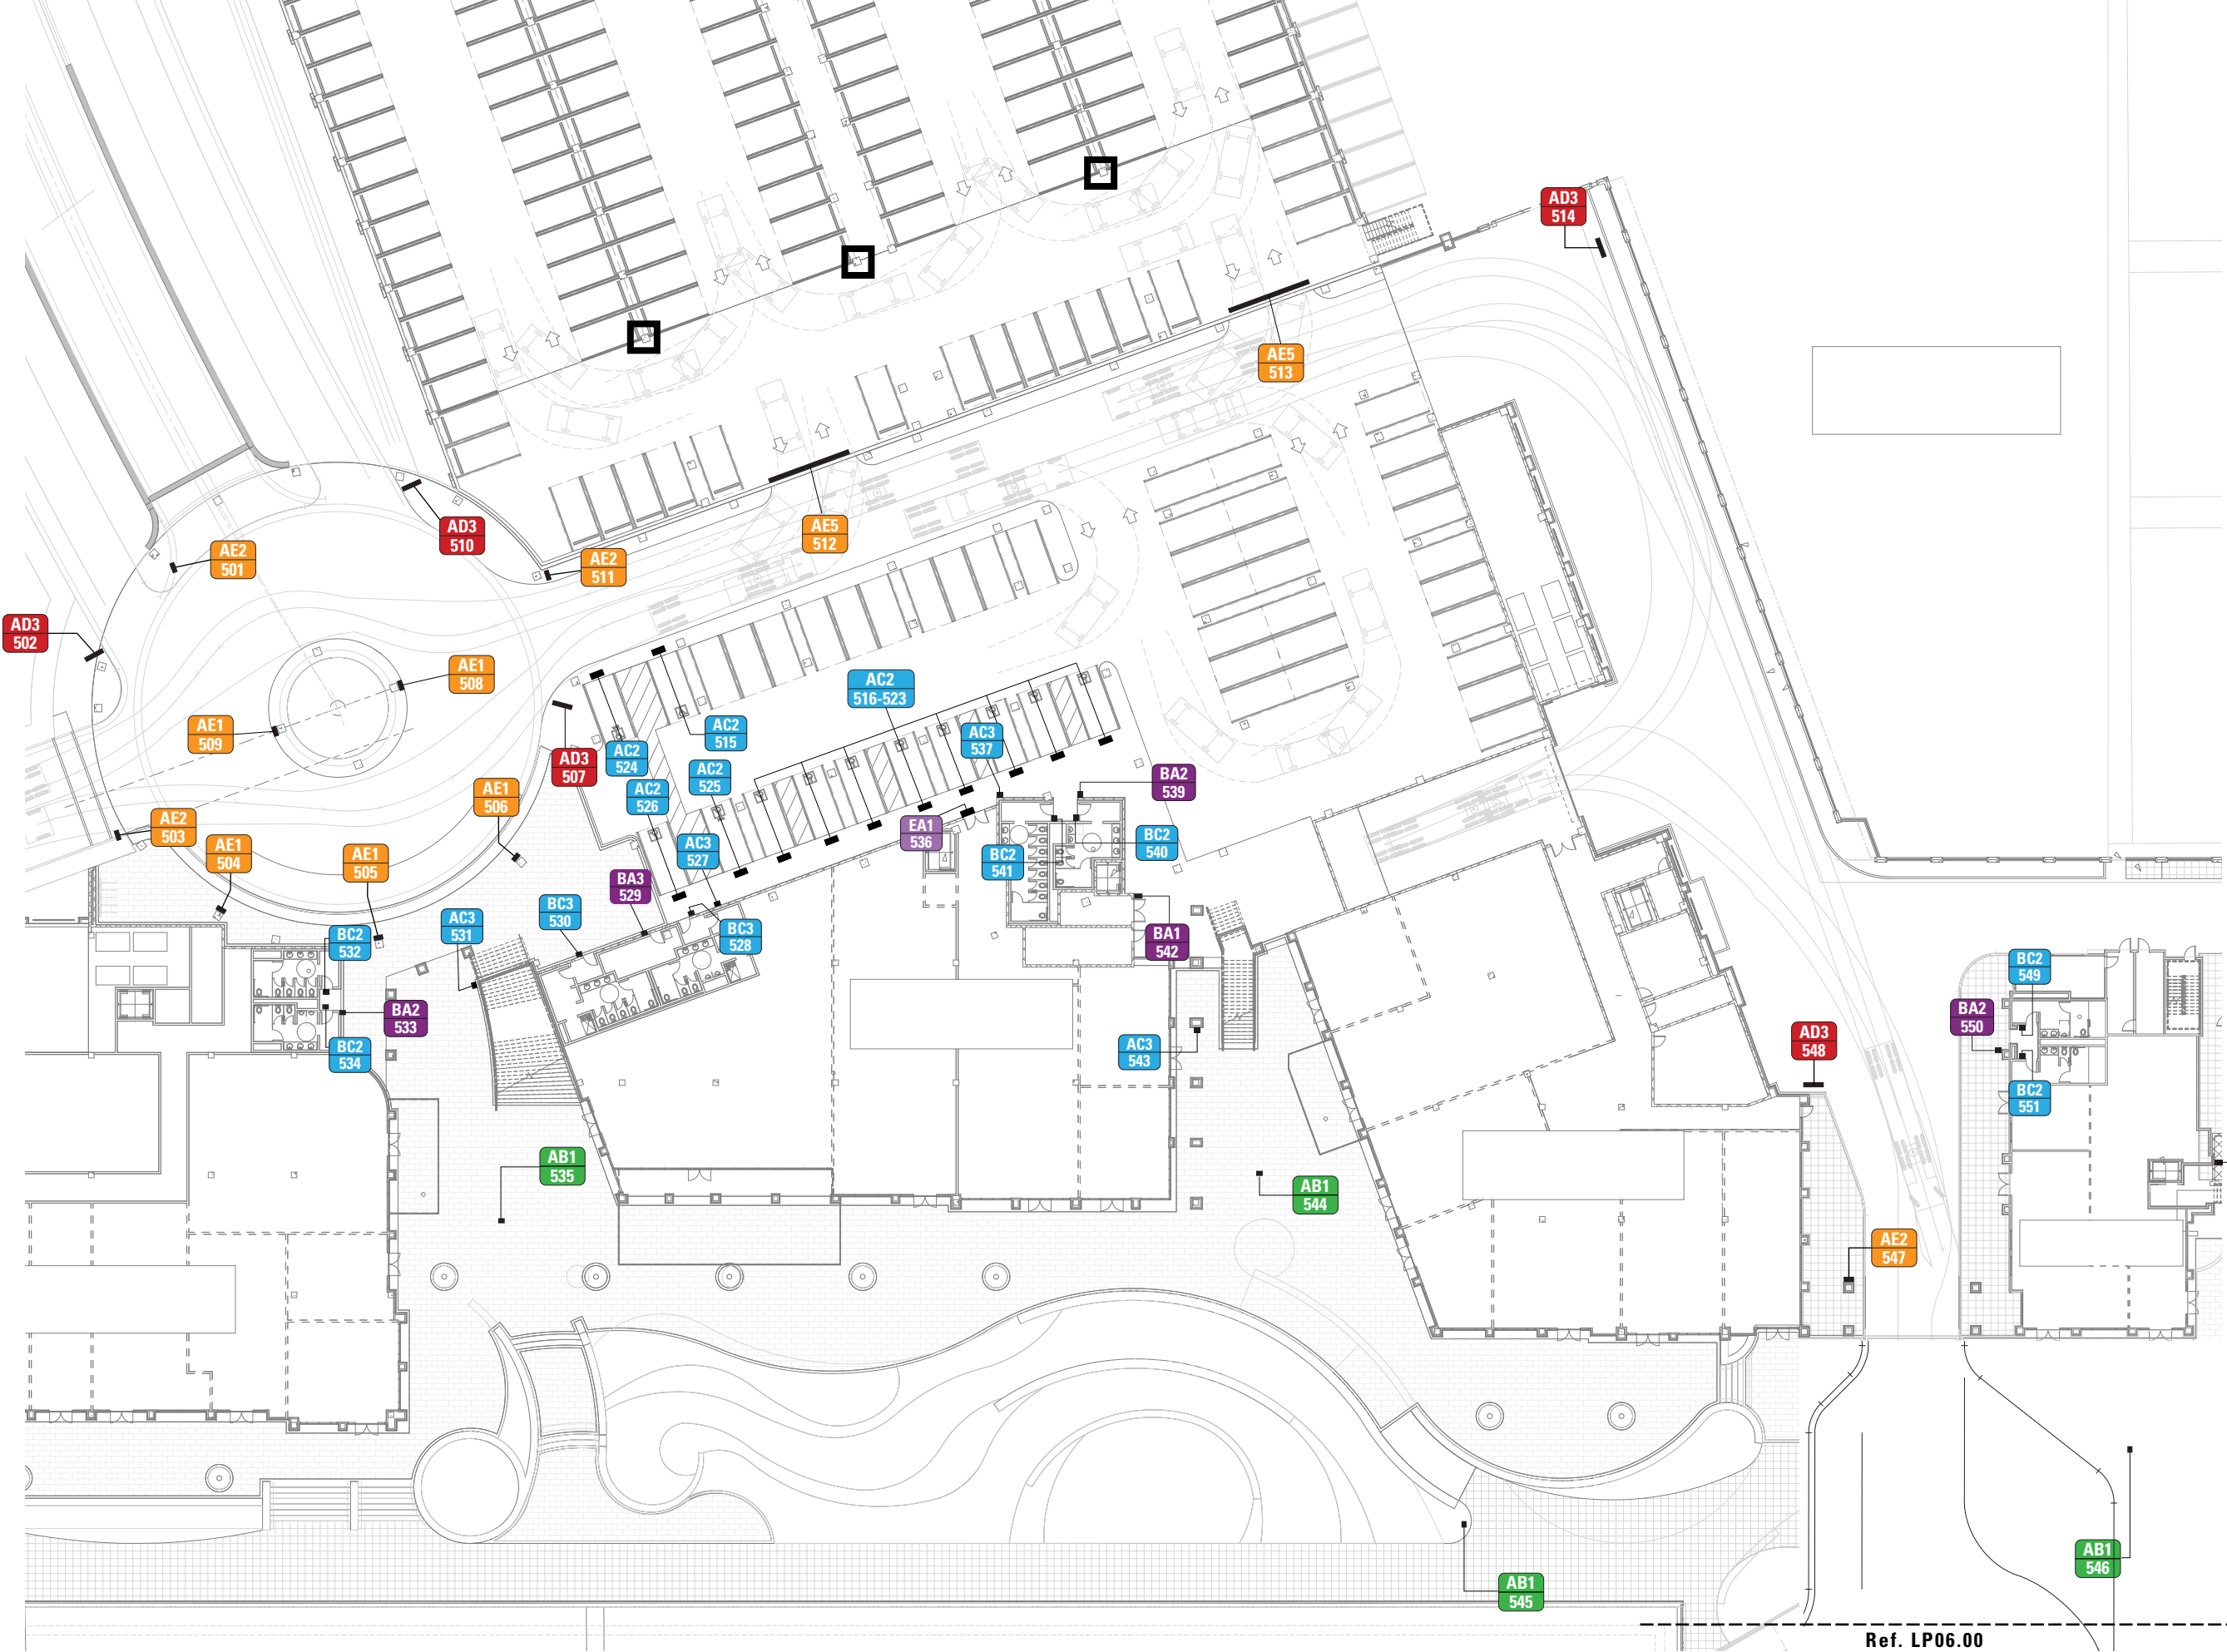 AD3
514
AE5
513
AD3
510
AE5
512
AE2
501
AE2
511
AD3
502
AE1
508
AC2
516-523
AE1
509
AC2
515
AC3
537
AC2
524
AD3
507
AC2
525
BA2
539
AE1
506
AC2
526
AE2
503
EA1
536
BC2
540
AE1
504
AE1
505
AC3
527
BC2
541
BA3
529
BC3
530
AC3
531
BC3
528
BC2
532
BA1
542
BC2
549
BA2
533
BA2
550
BC2
534
AC3
543
AD3
548
BC2
551
AB1
535
AB1
544
AE2
547
AB1
546
AB1
545
Ref. LP06.00